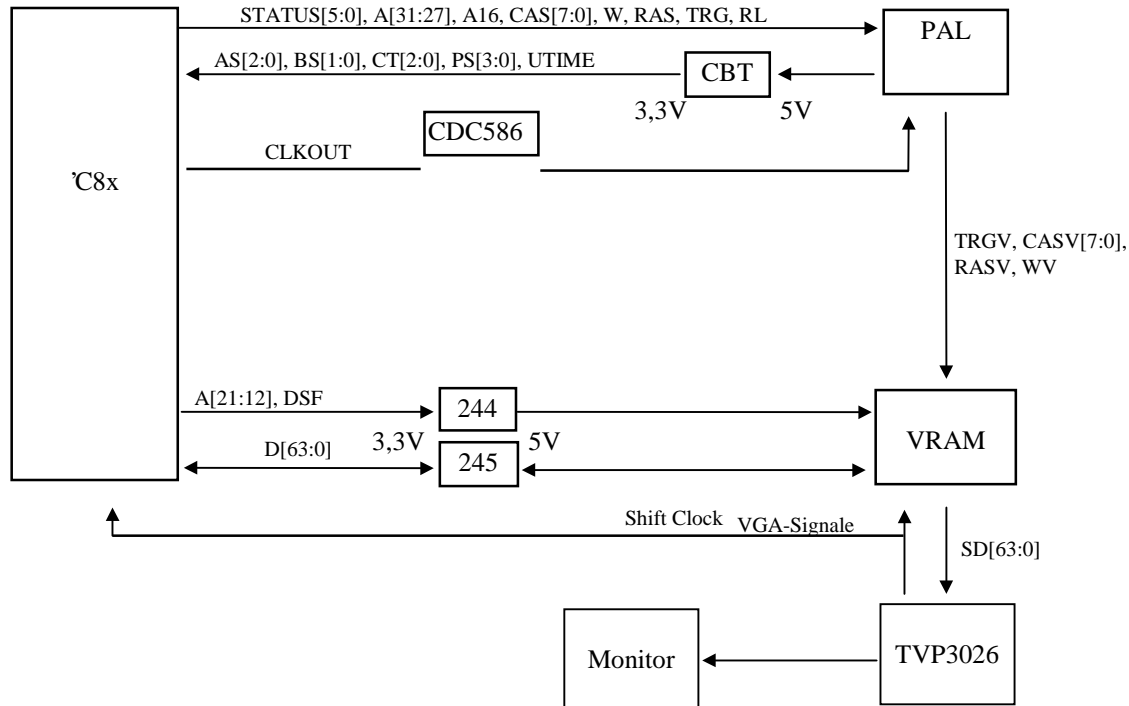 STATUS[5:0], A[31:27], A16, CAS[7:0], W, RAS, TRG, RL
PAL
AS[2:0], BS[1:0], CT[2:0], PS[3:0], UTIME
CBT
3,3V
5V
CDC586
CLKOUT
'C8x
TRGV, CASV[7:0],
RASV, WV
A[21:12], DSF
244
3,3V
5V
VRAM
D[63:0]
245
Shift Clock
VGA-Signale
SD[63:0]
Monitor
TVP3026